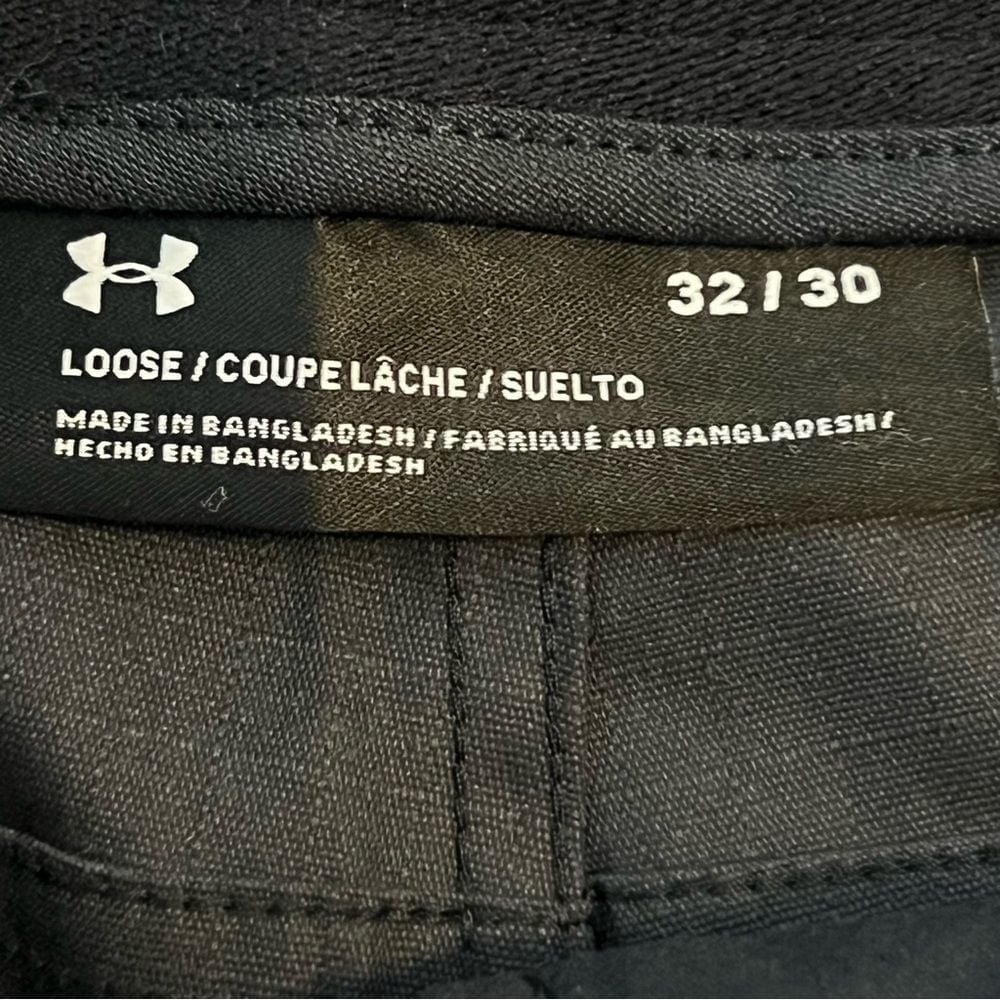 32 / 30
LOOSE / COUPE LÂCHE / SUELTO
MADE IN BANGLADESH / FABRIQUÉ AU BANGLADESH /
HECHO EN BANGLADESH